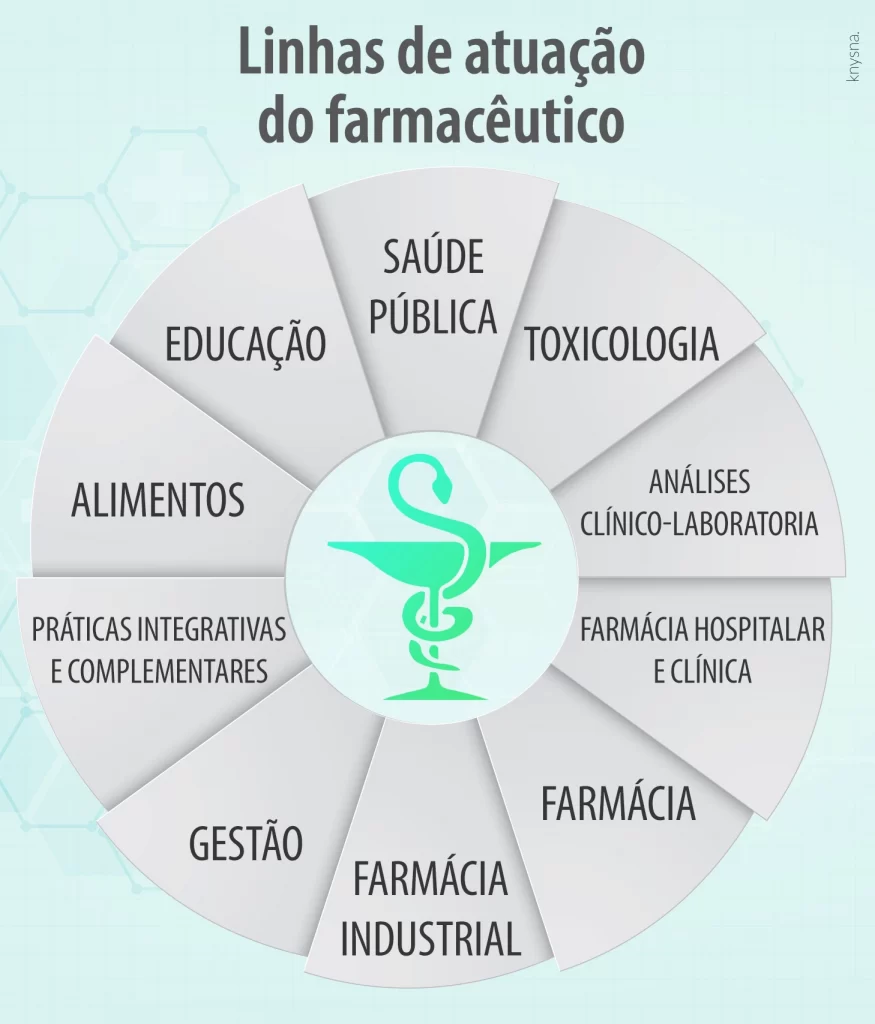 Linhas de atuação
do farmacêutico
knysna.
SAÚDE
PÚBLICA
TOXICOLOGIA
ANÁLISES
CLÍNICO-LABORATORIA
FARMÁCIA HOSPITALAR
E CLÍNICA
FARMÁCIA
FARMÁCIA
INDUSTRIAL
GESTÃO
PRÁTICAS INTEGRATIVAS
E COMPLEMENTARES
ALIMENTOS
EDUCAÇÃO